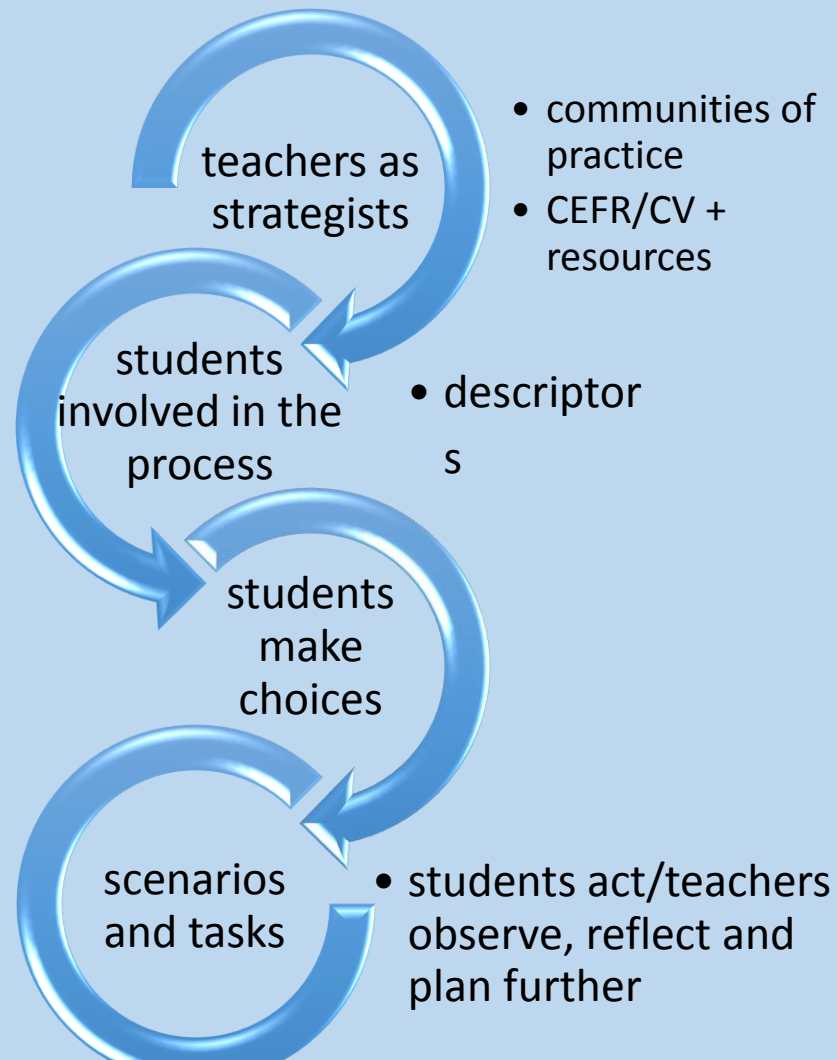 teachers as
strategists
• communities of
practice
• CEFR/CV +
resources
students
involved in the
process
• descriptor
s
students
make
choices
scenarios
and tasks
• students act/teachers
observe, reflect and
plan further